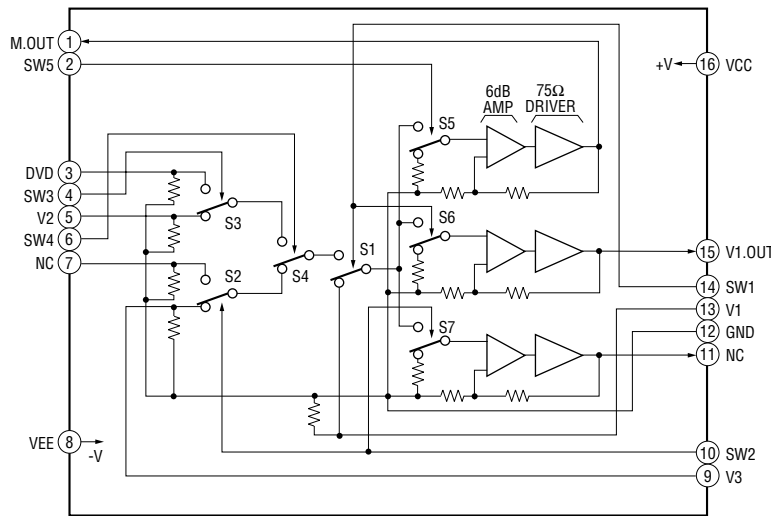 M.OUT 1
SW5 2
DVD 3
SW3 4
V2 5
SW4 6
NC 7
VEE 8
-V
S3
S2
S4
S1
6dB
AMP
75Ω
DRIVER
S5
S6
S7
+V 16 VCC
15 V1.OUT
14 SW1
13 V1
12 GND
11 NC
10 SW2
9 V3